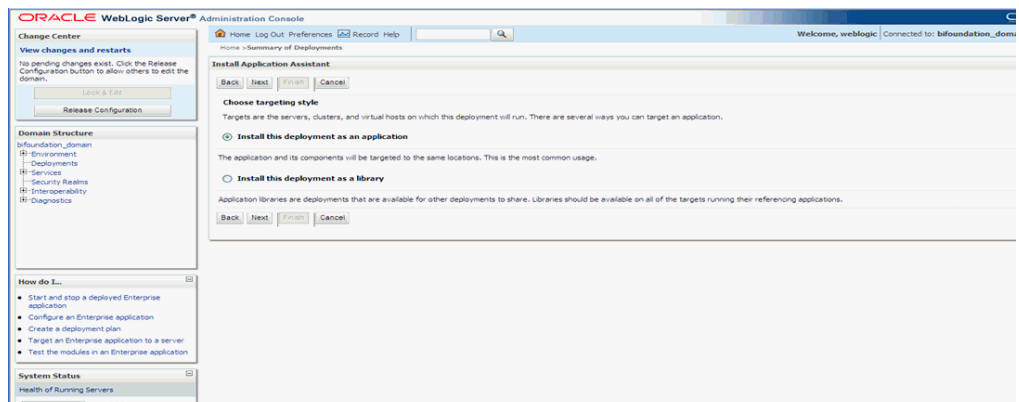 ORACLE WebLogic Server® Administration Console
Change Center
View changes and restarts
No pending changes exist. Click the Release
Configuration button to allow others to edit the
domain.
Lock & Edit
Release Configuration
Domain Structure
bifoundation_domain
Environment
Deployments
Services
Security Realms
Interoperability
Diagnostics
How do I...
Start and stop a deployed Enterprise
application
Configure an Enterprise application
Create a deployment plan
Target an Enterprise application to a server
Test the modules in an Enterprise application
System Status
Health of Running Servers
Home Log Out Preferences Record Help
Welcome, weblogic Connected to: bifoundation_doma
Home >Summary of Deployments
Install Application Assistant
Back Next Finish Cancel
Choose targeting style
Targets are the servers, clusters, and virtual hosts on which this deployment will run. There are several ways you can target an application.
Install this deployment as an application
The application and its components will be targeted to the same locations. This is the most common usage.
Install this deployment as a library
Application libraries are deployments that are available for other deployments to share. Libraries should be available on all of the targets running their referencing applications.
Back Next Finish Cancel